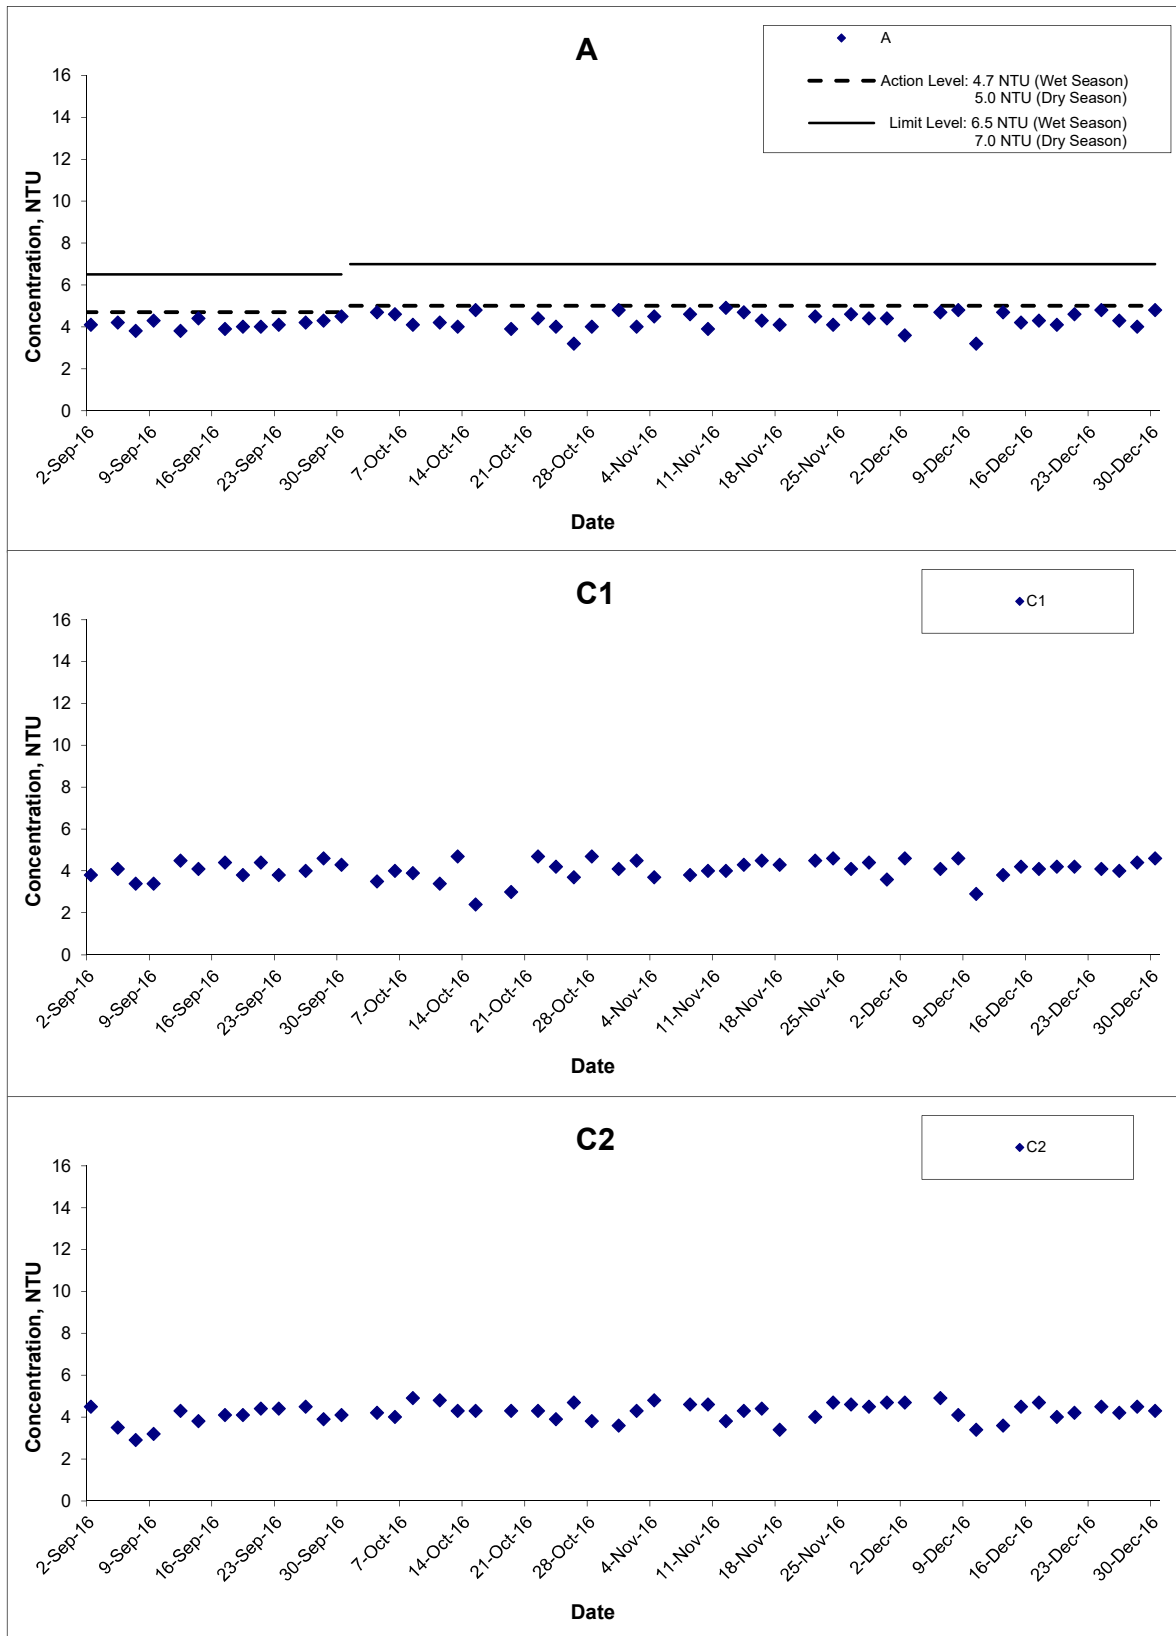 A
A
Action Level: 4.7 NTU (Wet Season)
5.0 NTU (Dry Season)
Limit Level: 6.5 NTU (Wet Season)
7.0 NTU (Dry Season)
Concentration, NTU
16
14
12
10
8
6
4
2
0
2-Sep-16
9-Sep-16
16-Sep-16
23-Sep-16
30-Sep-16
7-Oct-16
14-Oct-16
21-Oct-16
28-Oct-16
4-Nov-16
11-Nov-16
18-Nov-16
25-Nov-16
2-Dec-16
9-Dec-16
16-Dec-16
23-Dec-16
30-Dec-16
Date
C1
C1
Concentration, NTU
16
14
12
10
8
6
4
2
0
2-Sep-16
9-Sep-16
16-Sep-16
23-Sep-16
30-Sep-16
7-Oct-16
14-Oct-16
21-Oct-16
28-Oct-16
4-Nov-16
11-Nov-16
18-Nov-16
25-Nov-16
2-Dec-16
9-Dec-16
16-Dec-16
23-Dec-16
30-Dec-16
Date
C2
C2
Concentration, NTU
16
14
12
10
8
6
4
2
0
2-Sep-16
9-Sep-16
16-Sep-16
23-Sep-16
30-Sep-16
7-Oct-16
14-Oct-16
21-Oct-16
28-Oct-16
4-Nov-16
11-Nov-16
18-Nov-16
25-Nov-16
2-Dec-16
9-Dec-16
16-Dec-16
23-Dec-16
30-Dec-16
Date